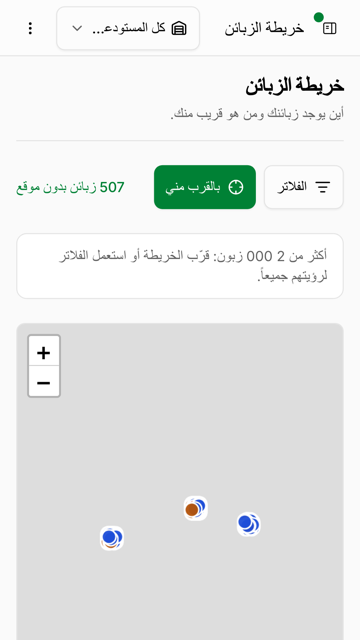 خريطة الزبائن
كل المستودعـ...
خريطة الزبائن
أين يوجد زبائنك ومن هو قريب منك.
الفلاتر
بالقرب مني
507 زبائن بدون موقع
أكثر من 2 000 زبون: قرّب الخريطة أو استعمل الفلاتر
لرؤيتهم جميعاً.
+
−